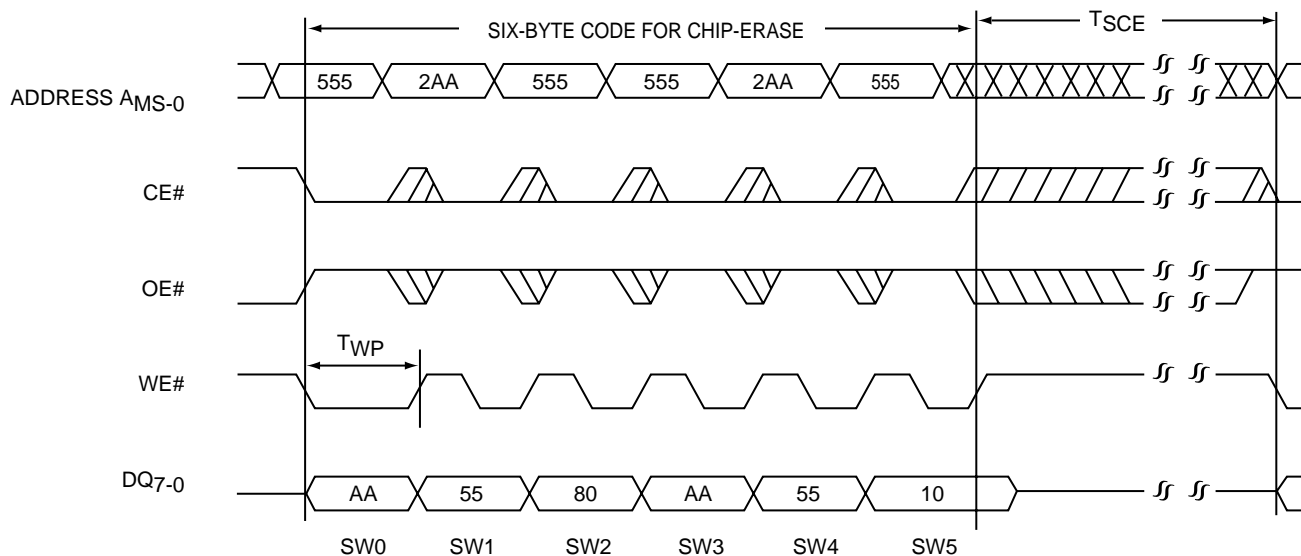 SIX-BYTE CODE FOR CHIP-ERASE TSCE
ADDRESS AMS-0 555 2AA 555 555 2AA 555
CE#
OE#
TWP
WE#
DQ7-0 AA 55 80 AA 55 10
SW0 SW1 SW2 SW3 SW4 SW5